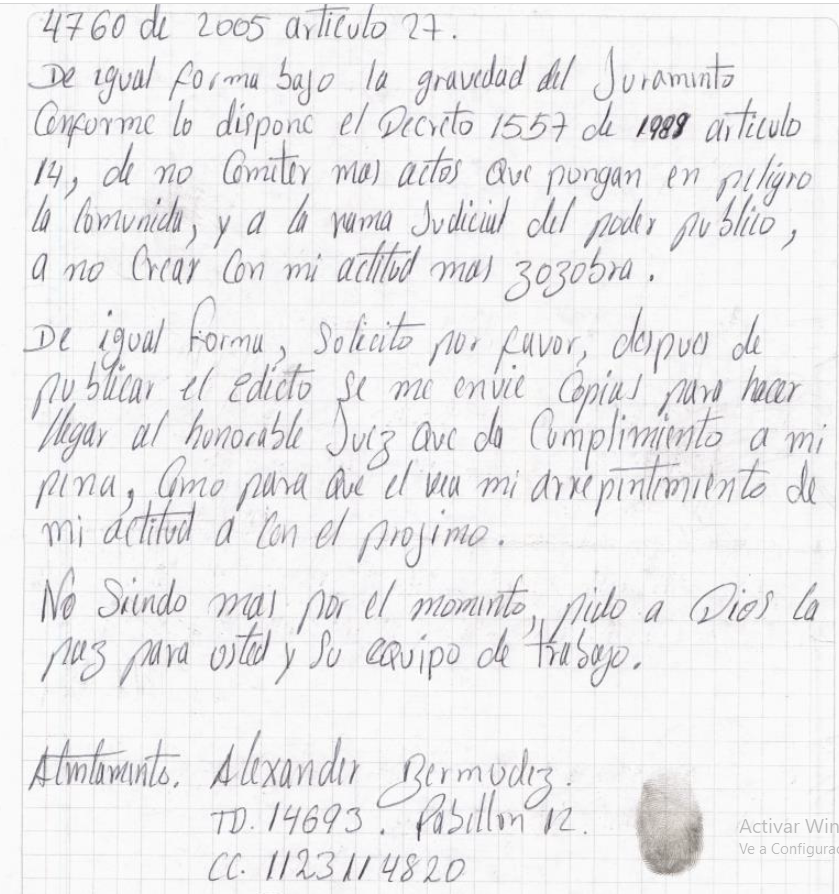 4760 de 2005 articulo 27.
De igual forma bajo la gravedad del Juramento
Conforme lo dispone el Decreto 1557 de 1989 articulo
14, de no Cometer mas actos que pongan en peligro
la Comunida, y a la rama Judicial del poder publico,
a no Crear Con mi actitud mas zozobra.
De igual Forma, Solicito por favor, despues de
publicar el edicto se me envie Copias para hacer
llegar al honorable Juez que da Cumplimiento a mi
pena, Como para que el vea mi arrepintimiento de
mi actitud a Con el projimo.
No Siendo mas por el momento, pido a Dios la
paz para usted y su equipo de trabajo.
Atentamente. Alexander Bermudez.
TD. 14693. Pabillon 12.
CC. 1123114820
Activar Win
Ve a Configurac